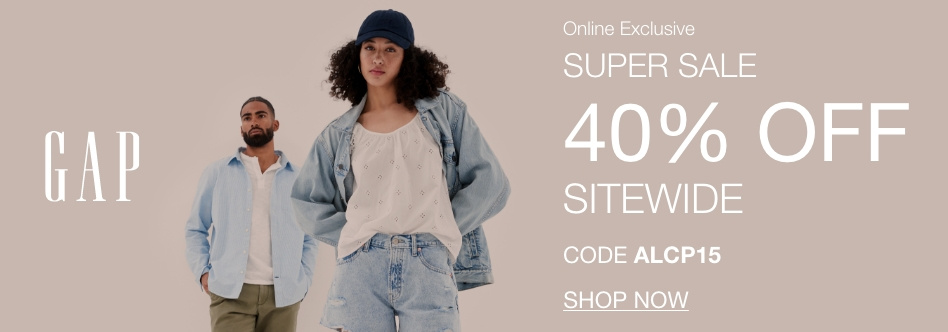 GAP
Online Exclusive
SUPER SALE
40% OFF
SITEWIDE
CODE ALCP15
SHOP NOW